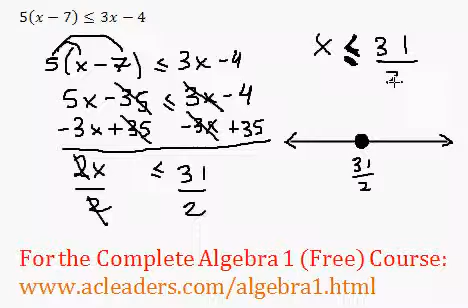 5(x − 7) ≤ 3x − 4
5(x − 7) ≤ 3x − 4
5x − 35 ≤ 3x − 4
−3x + 35 −3x + 35
2x ≤ 31
2 2
x ≤ 31
31
2
For the Complete Algebra 1 (Free) Course:
www.acleaders.com/algebra1.html